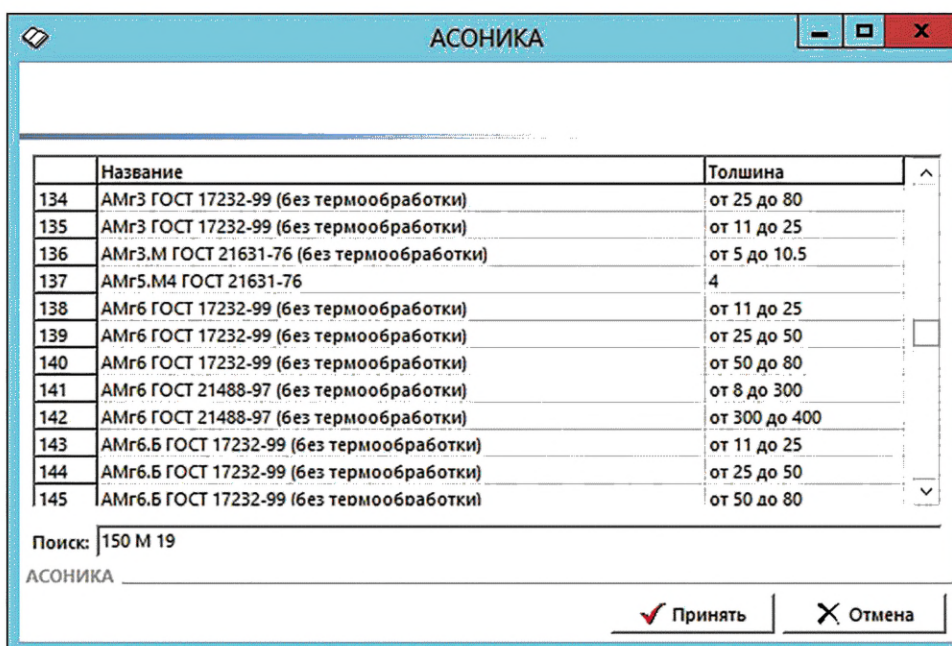 АСОНИКА
Название Толшина
134 АМг3 ГОСТ 17232-99 (без термообработки) от 25 до 80
135 АМг3 ГОСТ 17232-99 (без термообработки) от 11 до 25
136 АМг3.М ГОСТ 21631-76 (без термообработки) от 5 до 10.5
137 АМг5.М4 ГОСТ 21631-76 4
138 АМг6 ГОСТ 17232-99 (без термообработки) от 11 до 25
139 АМг6 ГОСТ 17232-99 (без термообработки) от 25 до 50
140 АМг6 ГОСТ 17232-99 (без термообработки) от 50 до 80
141 АМг6 ГОСТ 21488-97 (без термообработки) от 8 до 300
142 АМг6 ГОСТ 21488-97 (без термообработки) от 300 до 400
143 АМг6.Б ГОСТ 17232-99 (без термообработки) от 11 до 25
144 АМг6.Б ГОСТ 17232-99 (без термообработки) от 25 до 50
145 АМг6.Б ГОСТ 17232-99 (без термообработки) от 50 до 80
Поиск: 150 М 19
АСОНИКА
Принять Отмена